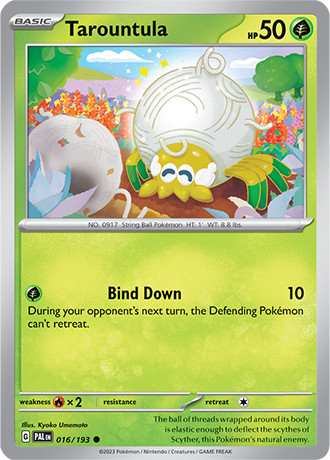 BASIC Tarountula HP 50
NO. 0917 String Ball Pokémon HT: 1' WT: 8.8 lbs.
Bind Down 10
During your opponent's next turn, the Defending Pokémon
can't retreat.
weakness ×2 resistance retreat
Illus. Kyoko Umemoto
G PAL EN 016/193
The ball of threads wrapped around its body
is elastic enough to deflect the scythes of
Scyther, this Pokémon's natural enemy.
©2023 Pokémon / Nintendo / Creatures / GAME FREAK